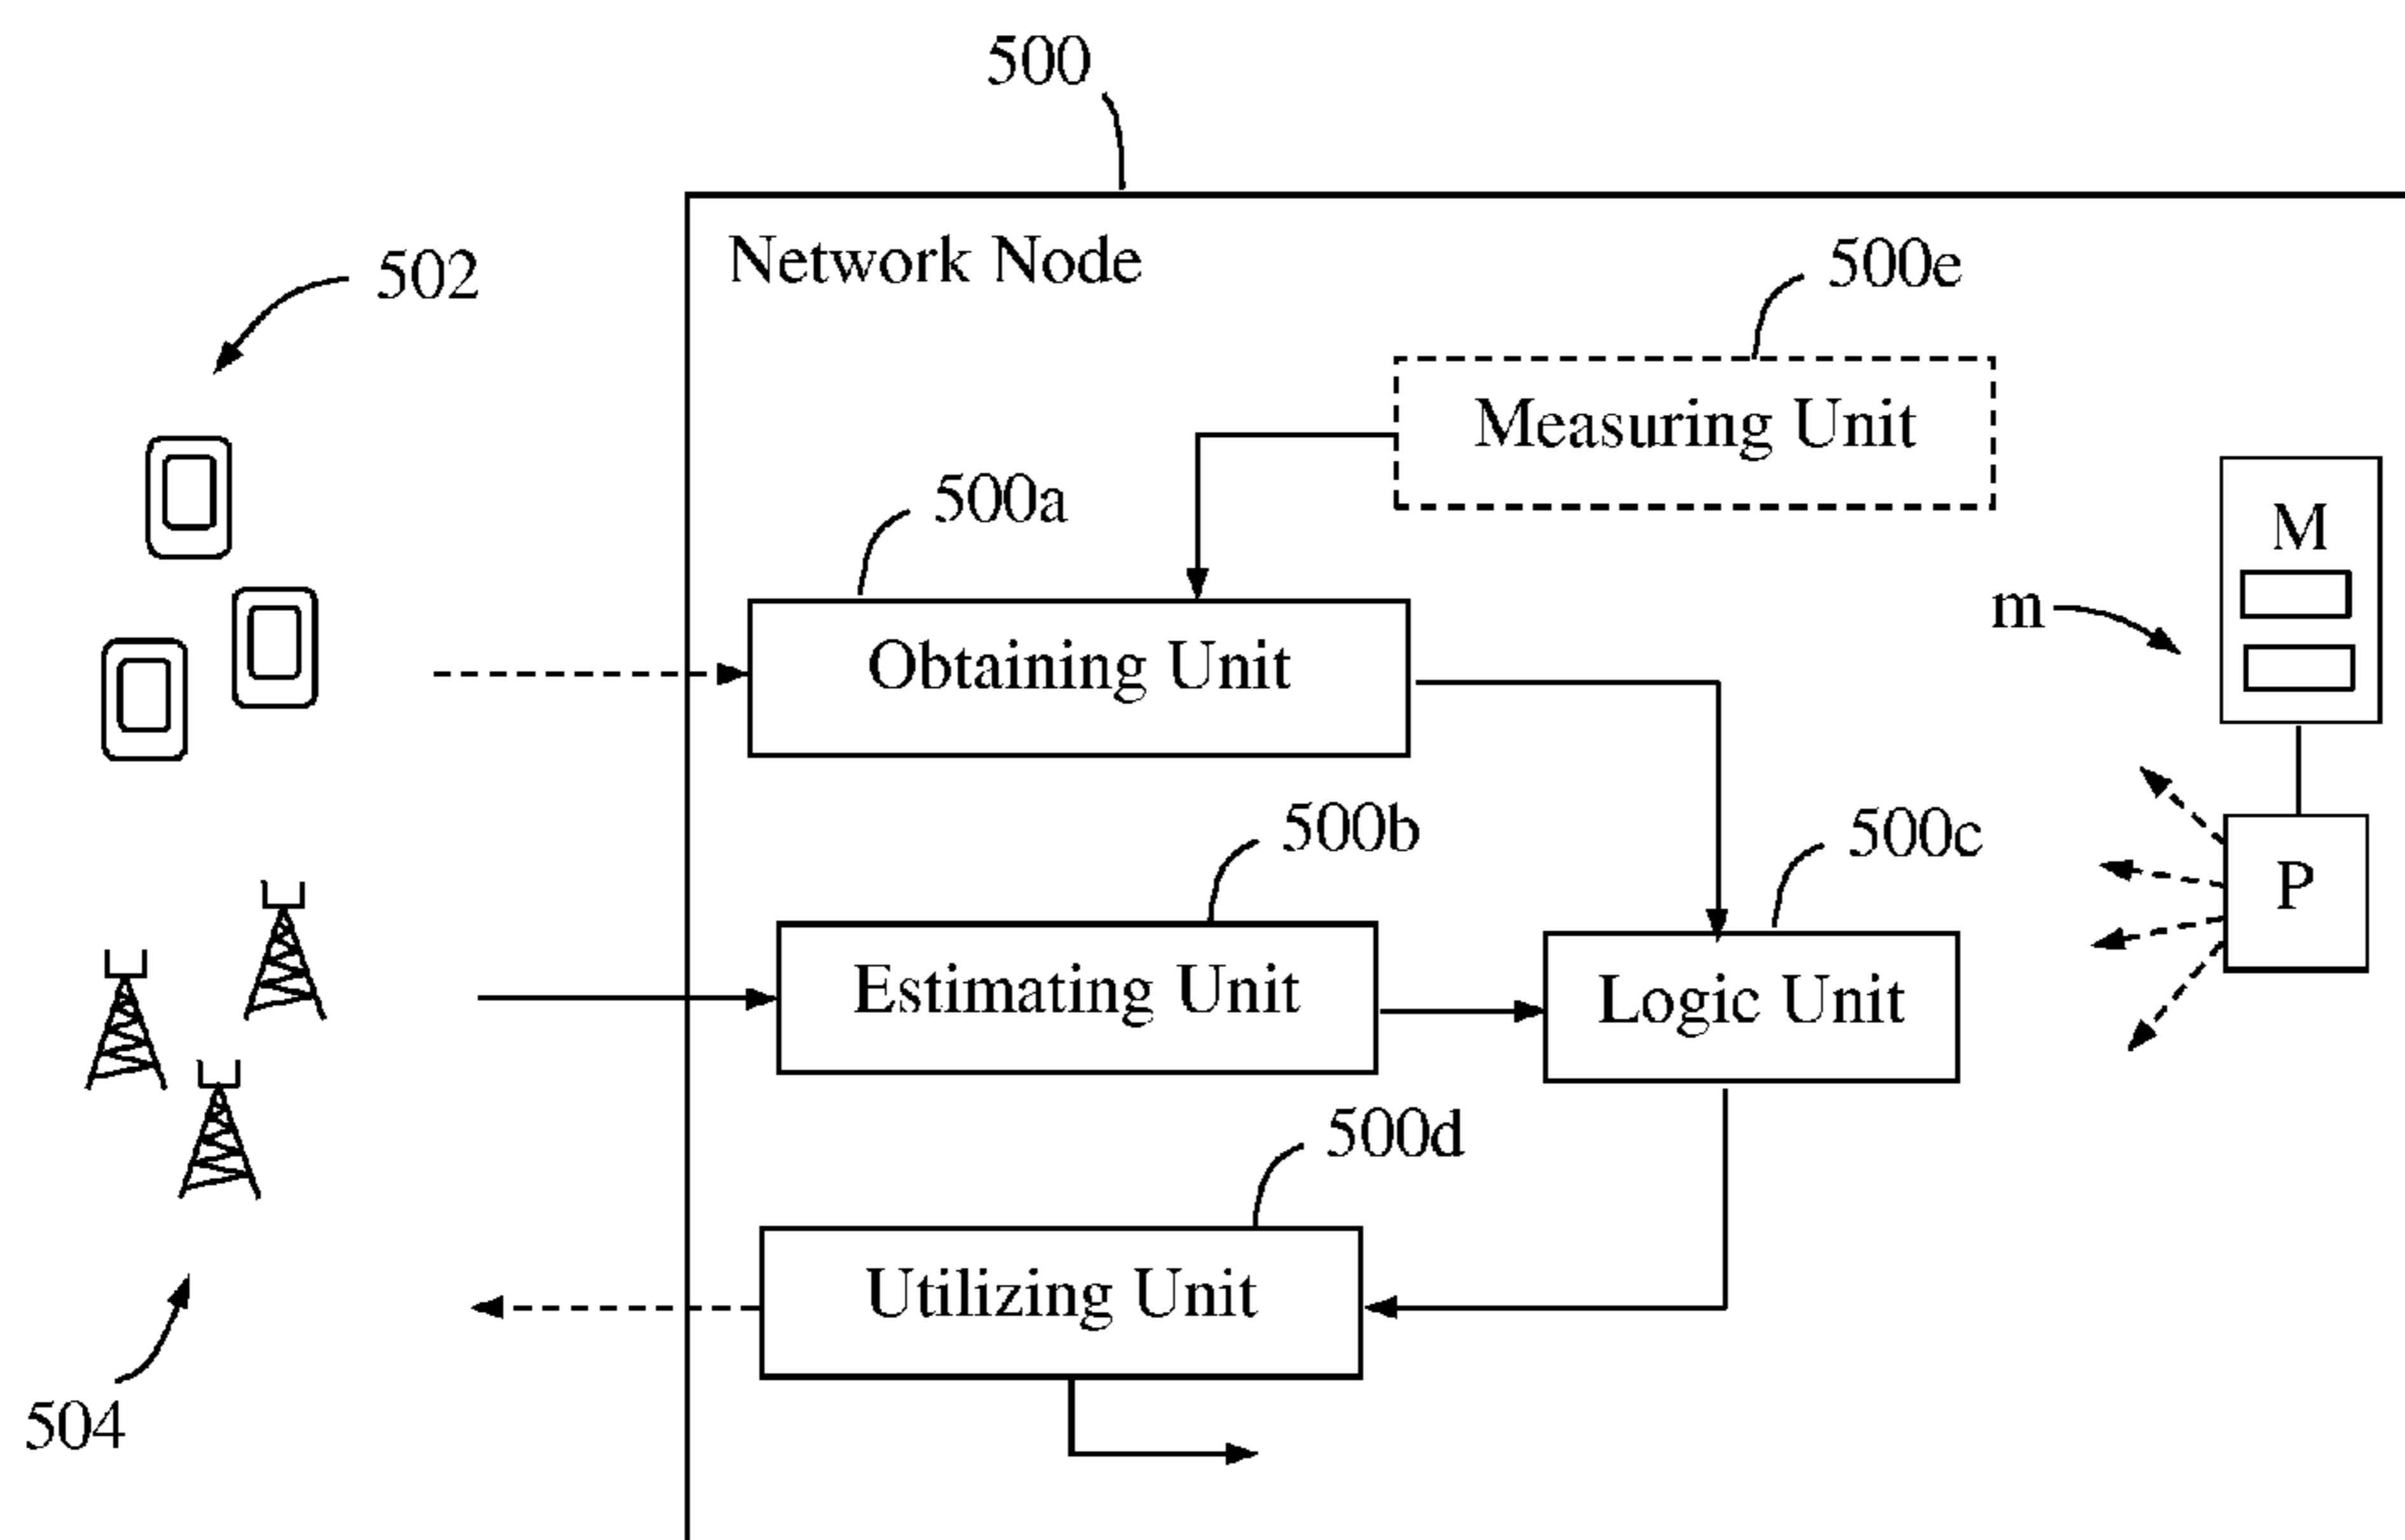 500
Network Node
500e
502
Measuring Unit
500a
M
m
Obtaining Unit
500b
500c
P
Estimating Unit
Logic Unit
500d
Utilizing Unit
504